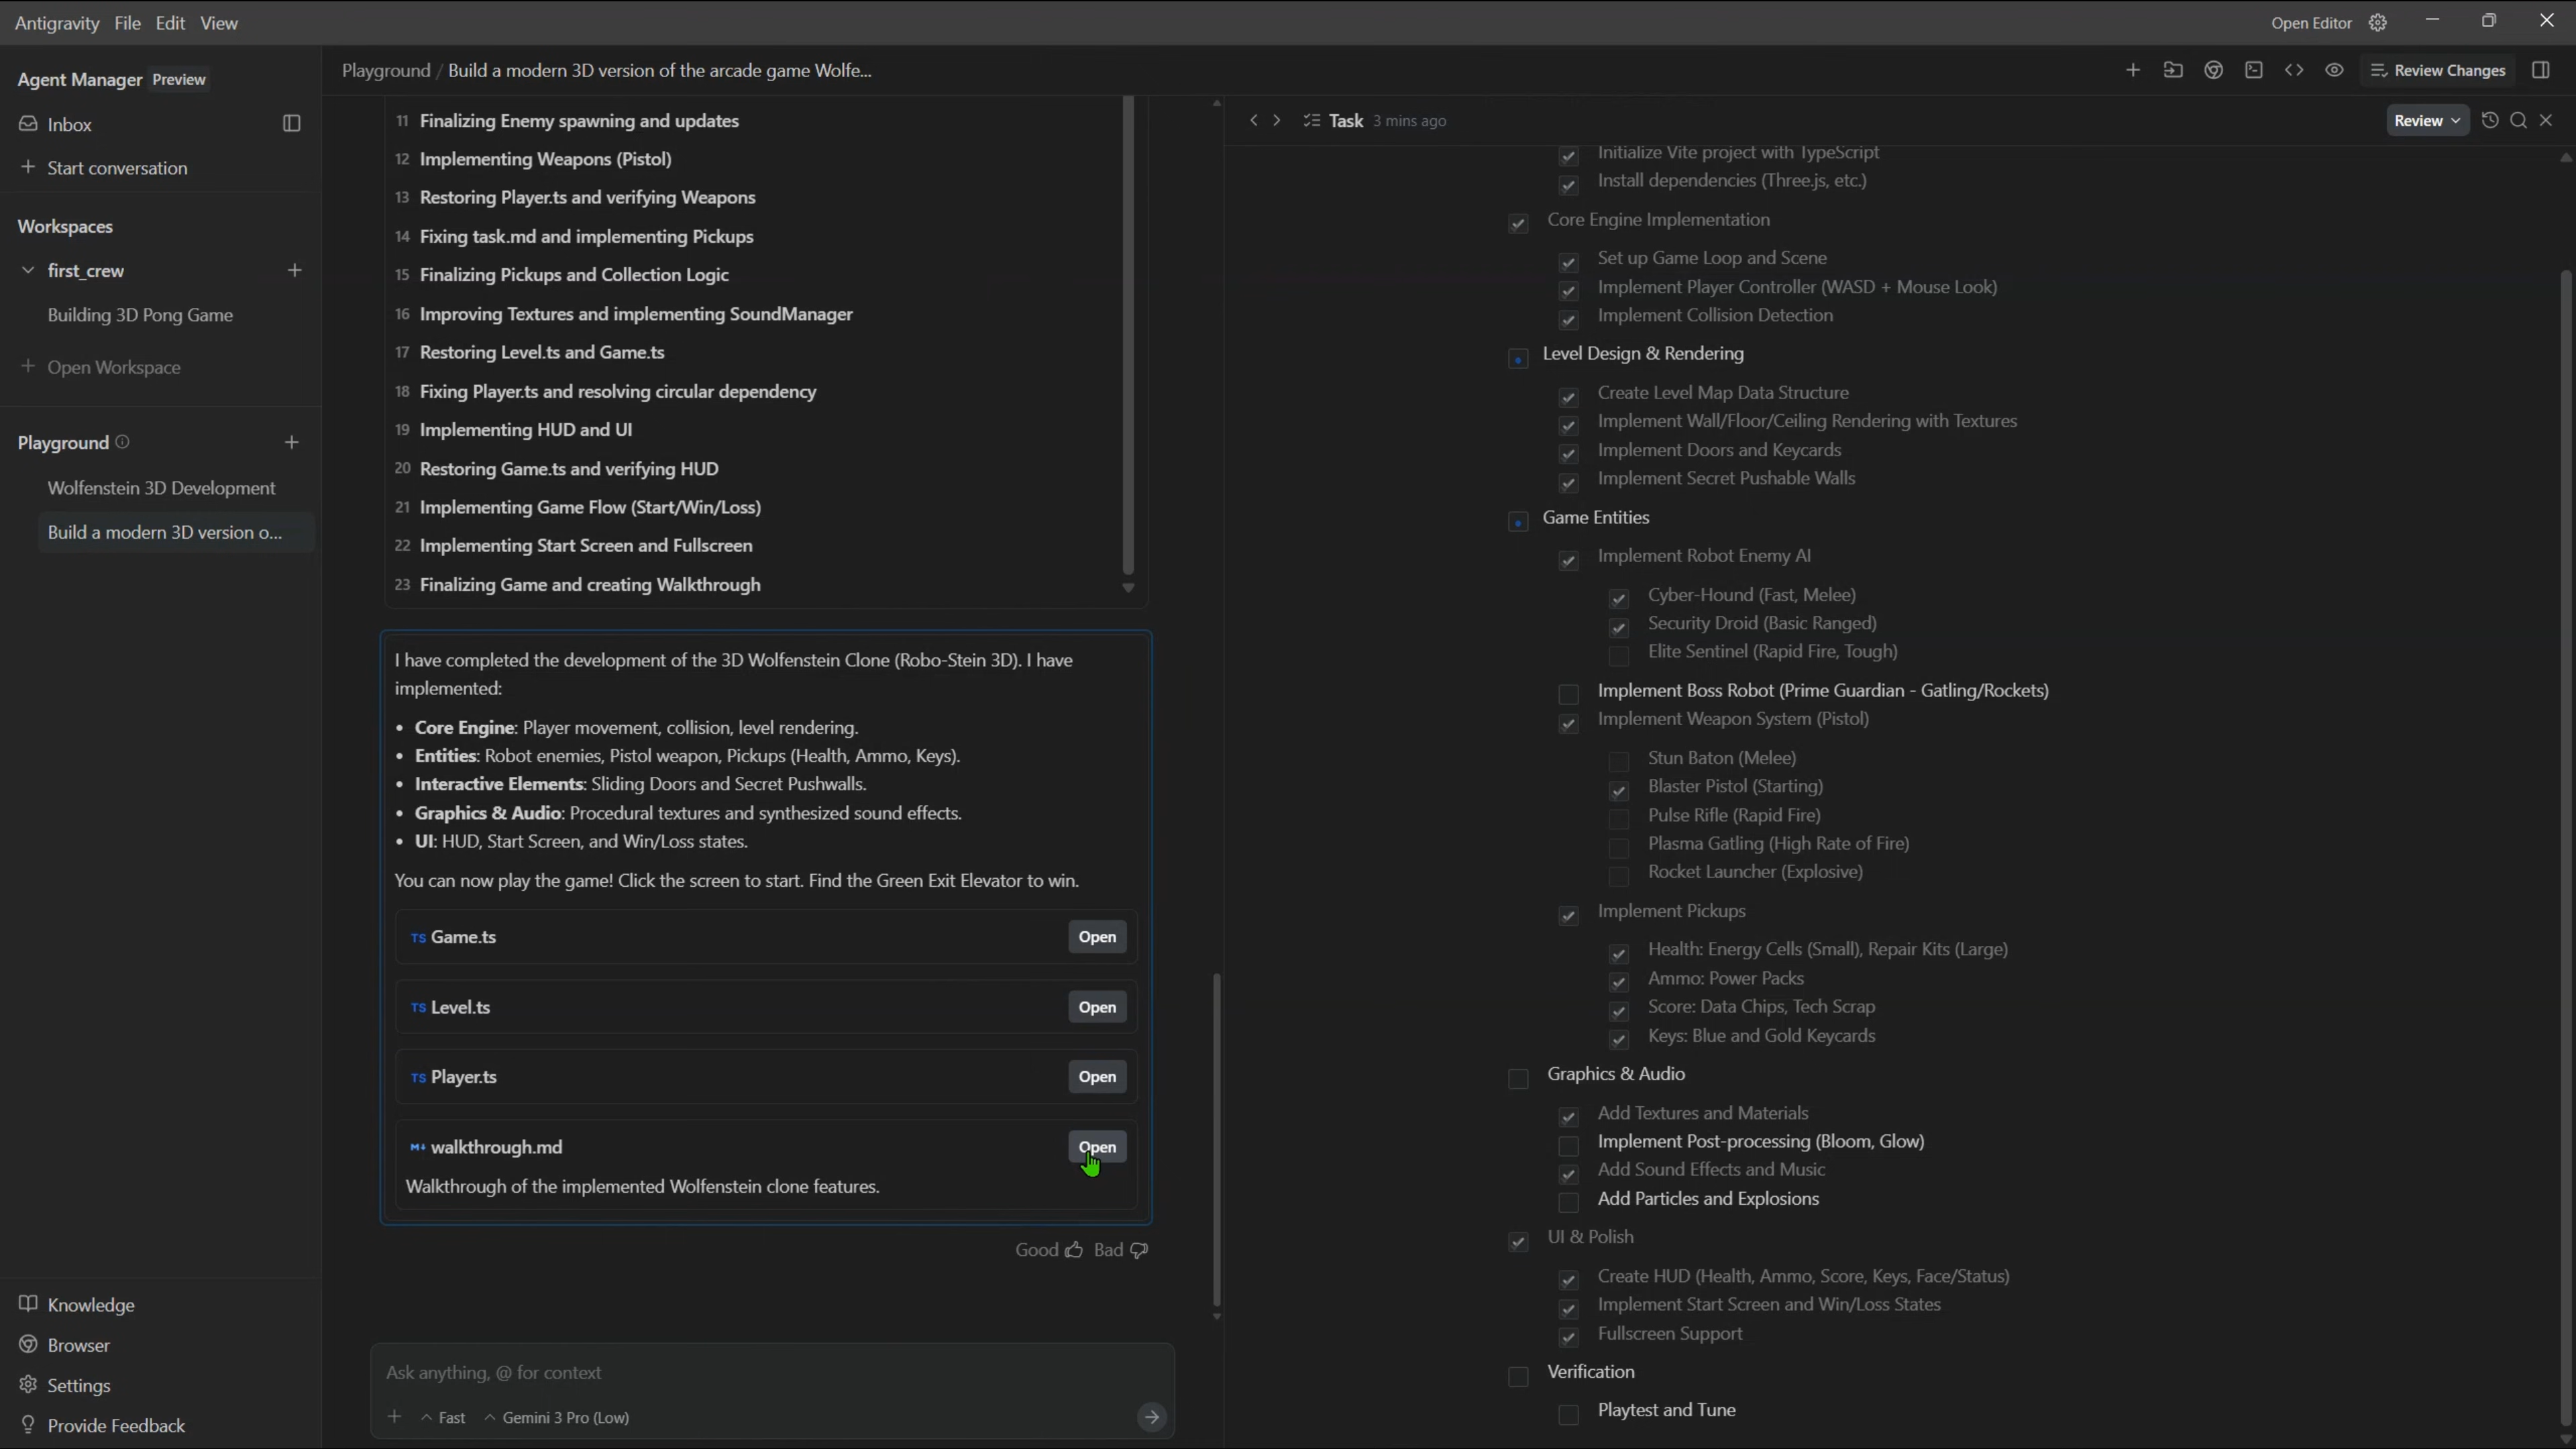 Antigravity File Edit View
Open Editor
Agent Manager Preview
Inbox
Start conversation
Workspaces
first_crew
Building 3D Pong Game
Open Workspace
Playground
Wolfenstein 3D Development
Build a modern 3D version o...
Knowledge
Browser
Settings
Provide Feedback
Playground / Build a modern 3D version of the arcade game Wolfe...
Review Changes
11 Finalizing Enemy spawning and updates
12 Implementing Weapons (Pistol)
13 Restoring Player.ts and verifying Weapons
14 Fixing task.md and implementing Pickups
15 Finalizing Pickups and Collection Logic
16 Improving Textures and implementing SoundManager
17 Restoring Level.ts and Game.ts
18 Fixing Player.ts and resolving circular dependency
19 Implementing HUD and UI
20 Restoring Game.ts and verifying HUD
21 Implementing Game Flow (Start/Win/Loss)
22 Implementing Start Screen and Fullscreen
23 Finalizing Game and creating Walkthrough
I have completed the development of the 3D Wolfenstein Clone (Robo-Stein 3D). I have
implemented:
• Core Engine: Player movement, collision, level rendering.
• Entities: Robot enemies, Pistol weapon, Pickups (Health, Ammo, Keys).
• Interactive Elements: Sliding Doors and Secret Pushwalls.
• Graphics & Audio: Procedural textures and synthesized sound effects.
• UI: HUD, Start Screen, and Win/Loss states.
You can now play the game! Click the screen to start. Find the Green Exit Elevator to win.
TS Game.ts Open
TS Level.ts Open
TS Player.ts Open
M↓ walkthrough.md Open
Walkthrough of the implemented Wolfenstein clone features.
Good Bad
Ask anything, @ for context
Fast Gemini 3 Pro (Low)
Task 3 mins ago
Review
Initialize Vite project with TypeScript
Install dependencies (Three.js, etc.)
Core Engine Implementation
Set up Game Loop and Scene
Implement Player Controller (WASD + Mouse Look)
Implement Collision Detection
Level Design & Rendering
Create Level Map Data Structure
Implement Wall/Floor/Ceiling Rendering with Textures
Implement Doors and Keycards
Implement Secret Pushable Walls
Game Entities
Implement Robot Enemy AI
Cyber-Hound (Fast, Melee)
Security Droid (Basic Ranged)
Elite Sentinel (Rapid Fire, Tough)
Implement Boss Robot (Prime Guardian - Gatling/Rockets)
Implement Weapon System (Pistol)
Stun Baton (Melee)
Blaster Pistol (Starting)
Pulse Rifle (Rapid Fire)
Plasma Gatling (High Rate of Fire)
Rocket Launcher (Explosive)
Implement Pickups
Health: Energy Cells (Small), Repair Kits (Large)
Ammo: Power Packs
Score: Data Chips, Tech Scrap
Keys: Blue and Gold Keycards
Graphics & Audio
Add Textures and Materials
Implement Post-processing (Bloom, Glow)
Add Sound Effects and Music
Add Particles and Explosions
UI & Polish
Create HUD (Health, Ammo, Score, Keys, Face/Status)
Implement Start Screen and Win/Loss States
Fullscreen Support
Verification
Playtest and Tune